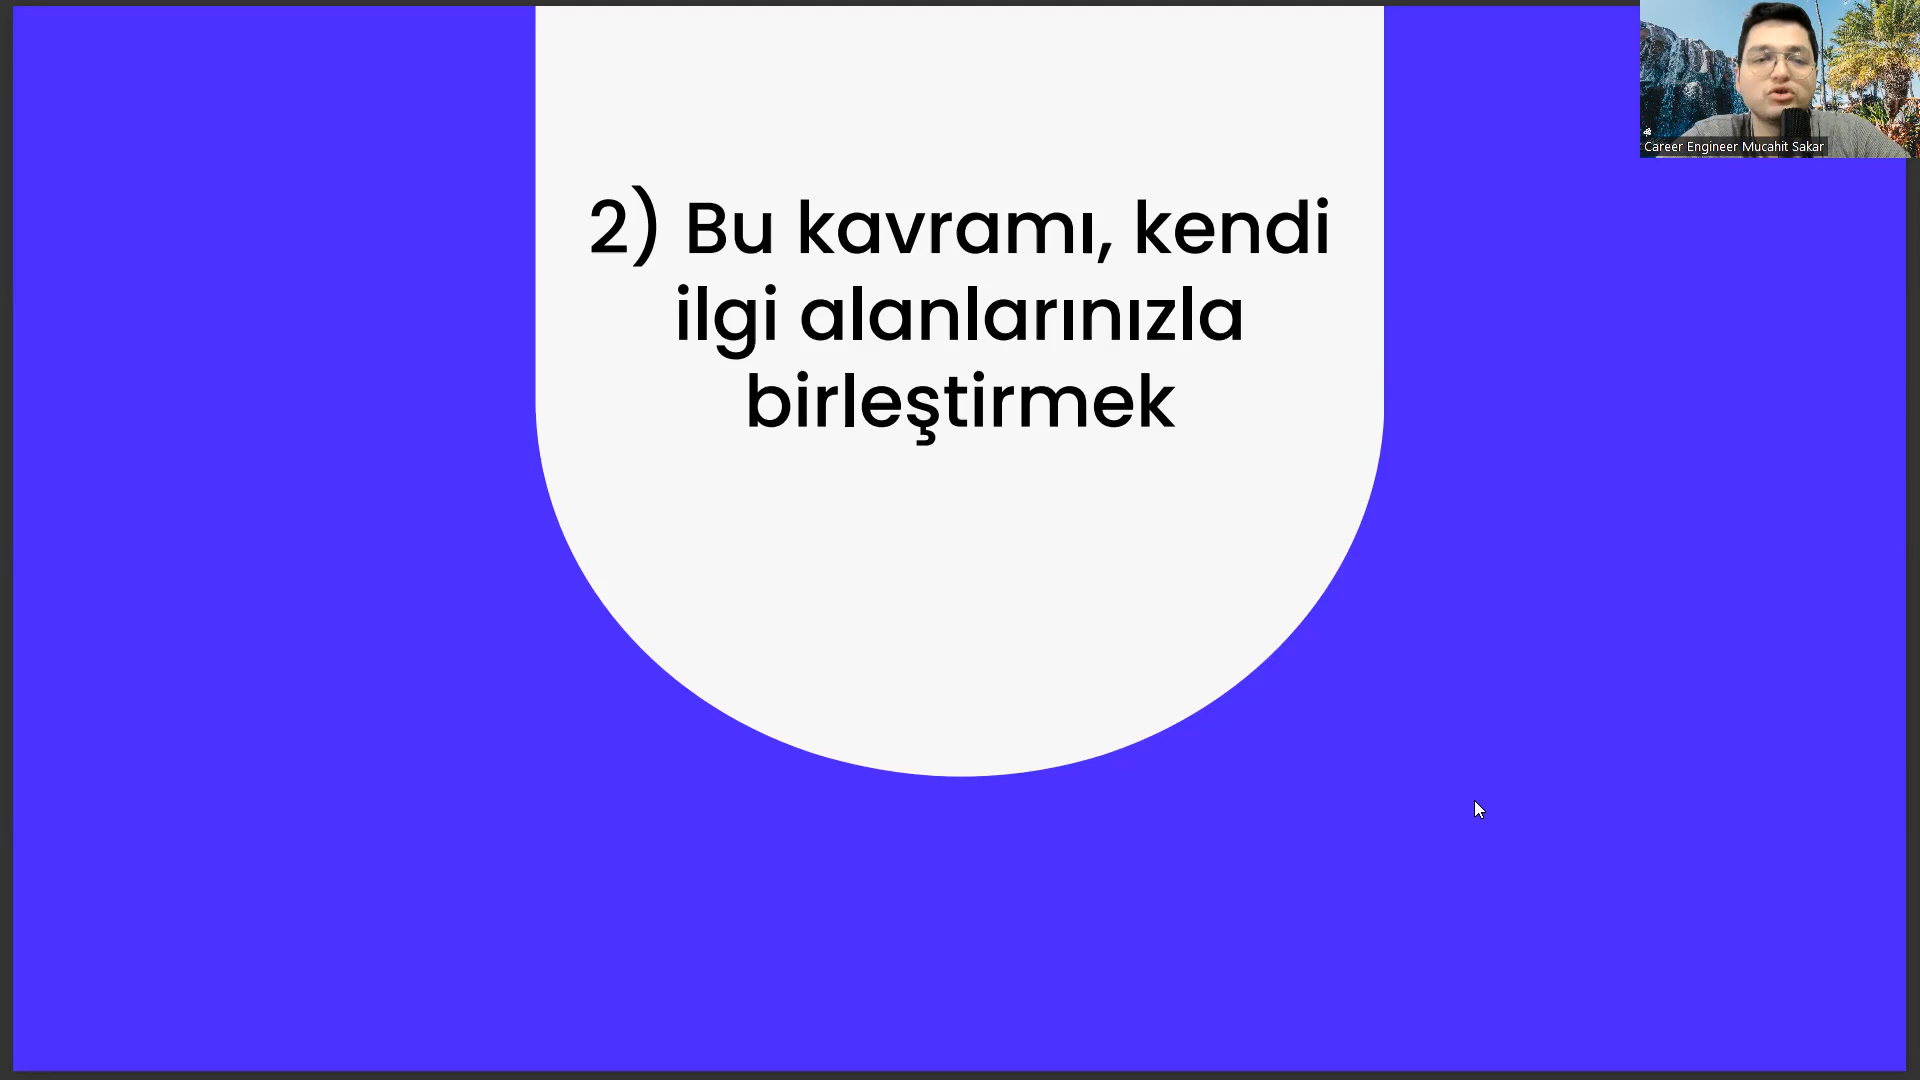 2) Bu kavramı, kendi
ilgi alanlarınızla
birleştirmek
Career Engineer Mucahit Sakar